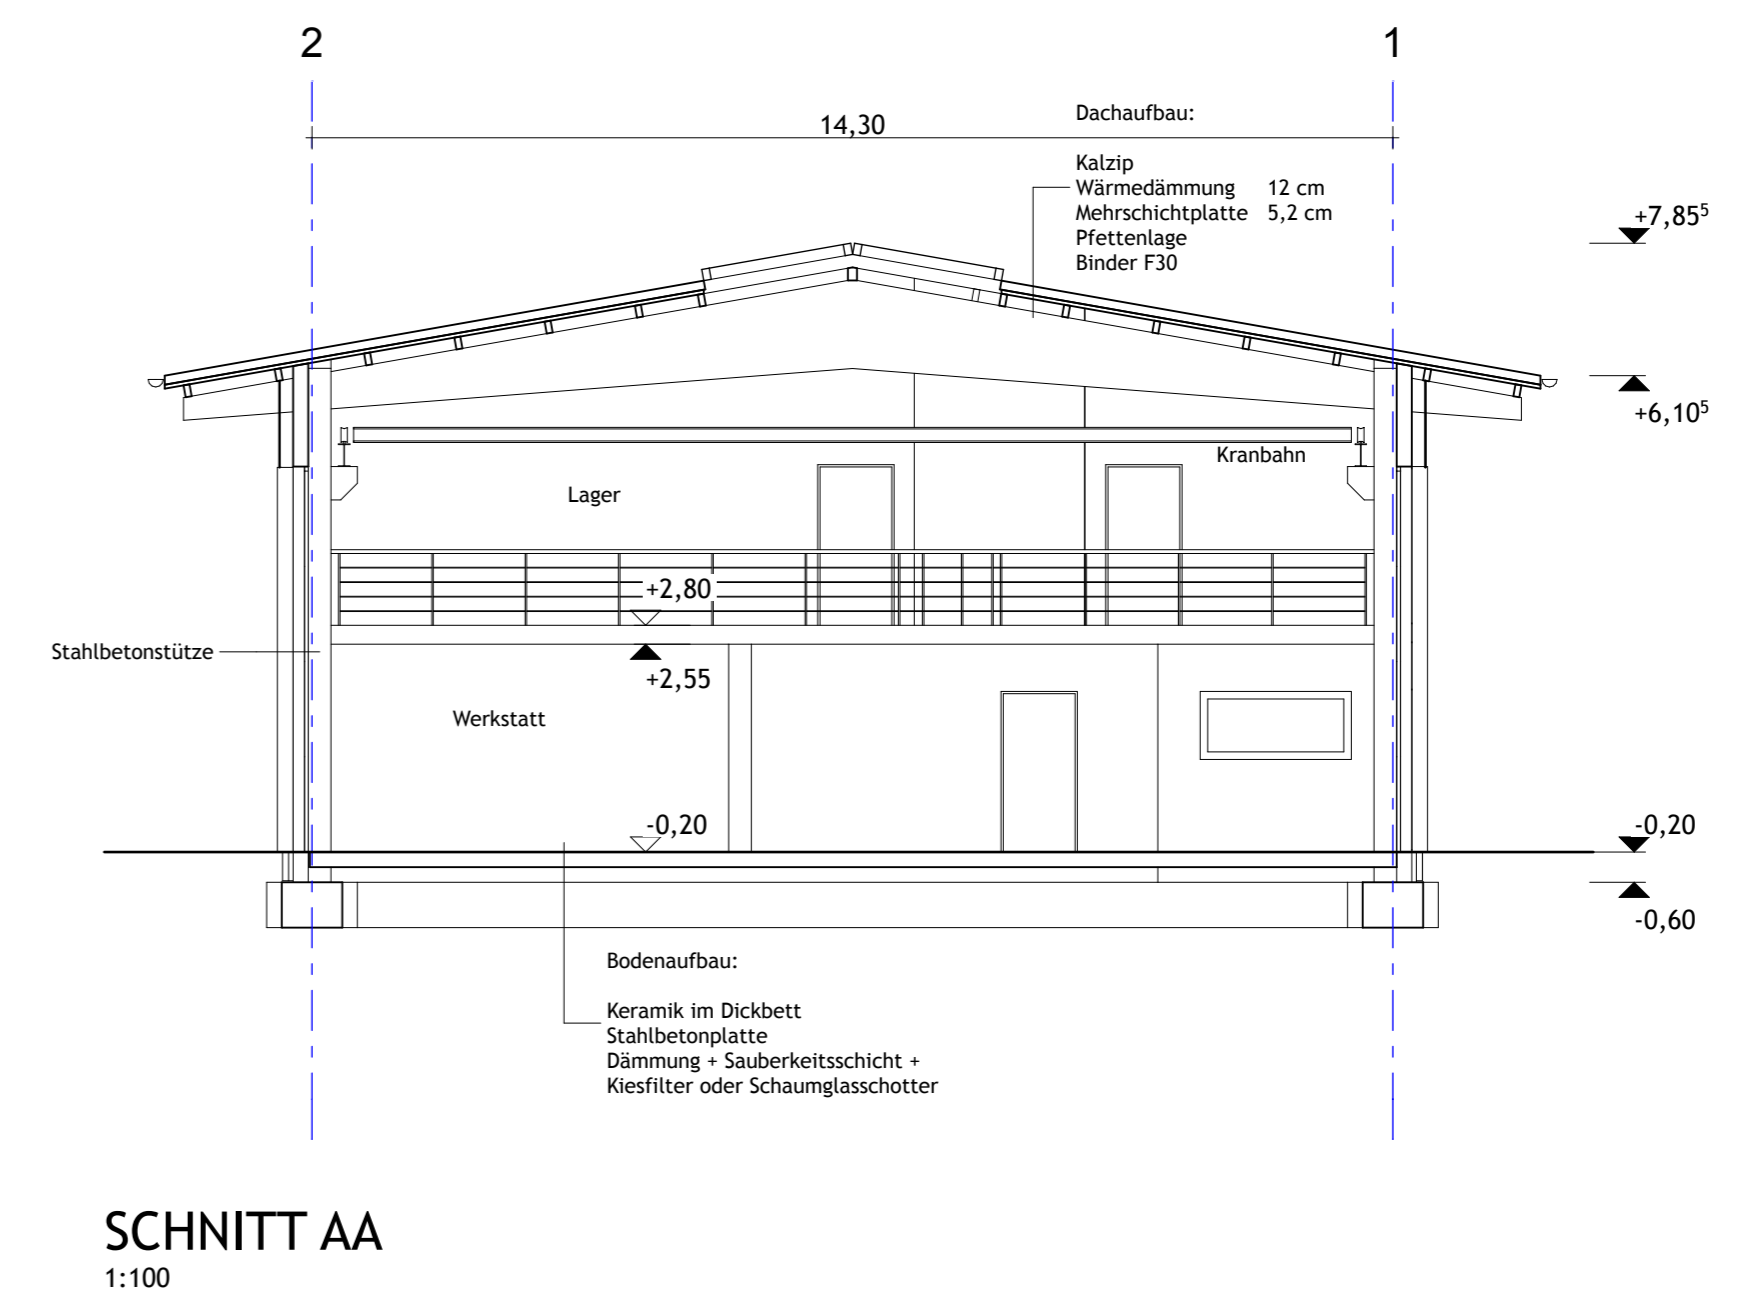 2
1
14,30
Dachaufbau:
Kalzip
Wärmedämmung 12 cm
Mehrschichtplatte 5,2 cm
Pfettenlage
Binder F30
+7,85⁵
+6,10⁵
Kranbahn
Lager
+2,80
Stahlbetonstütze
+2,55
Werkstatt
-0,20
-0,20
-0,60
Bodenaufbau:
Keramik im Dickbett
Stahlbetonplatte
Dämmung + Sauberkeitsschicht +
Kiesfilter oder Schaumglasschotter
SCHNITT AA
1:100